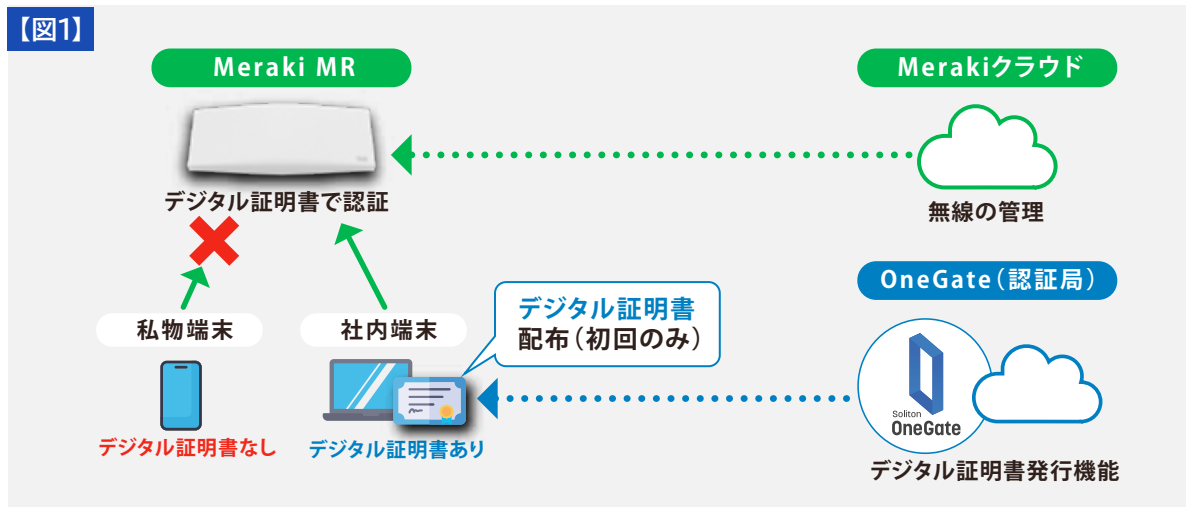 【図1】
Meraki MR
Merakiクラウド
デジタル証明書で認証
無線の管理
OneGate（認証局）
デジタル証明書
配布（初回のみ）
私物端末
社内端末
Soliton
OneGate
デジタル証明書なし
デジタル証明書あり
デジタル証明書発行機能